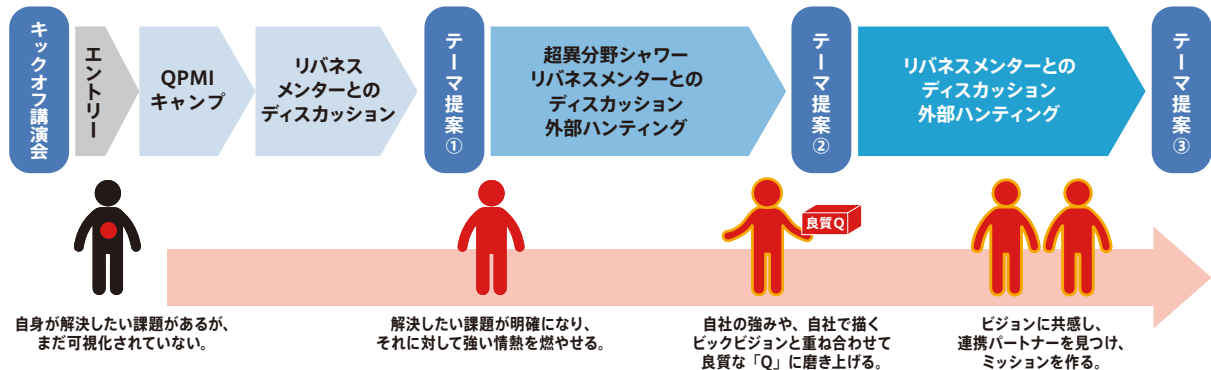 キックオフ講演会
エントリー
QPMI
キャンプ
リバネス
メンターとの
ディスカッション
テーマ提案①
超異分野シャワー
リバネスメンターとの
ディスカッション
外部ハンティング
テーマ提案②
リバネスメンターとの
ディスカッション
外部ハンティング
テーマ提案③
良質Q
自身が解決したい課題があるが、
まだ可視化されていない。
解決したい課題が明確になり、
それに対して強い情熱を燃やせる。
自社の強みや、自社で描く
ビックビジョンと重ね合わせて
良質な「Q」に磨き上げる。
ビジョンに共感し、
連携パートナーを見つけ、
ミッションを作る。